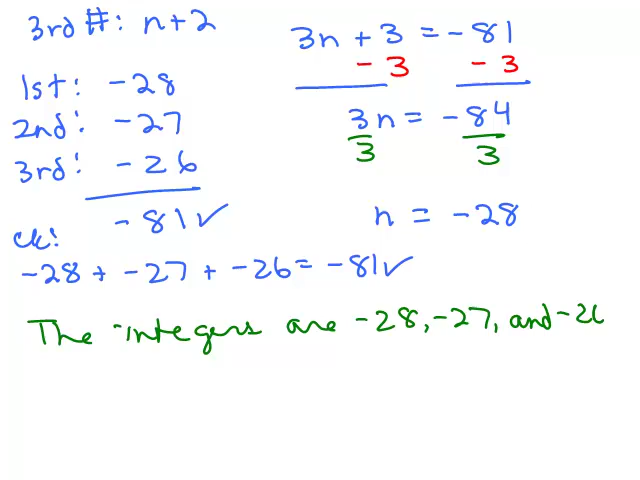 3rd #: n+2
1st: -28
2nd: -27
3rd: -26
-81 ✓
ck:
-28 + -27 + -26 = -81 ✓
3n + 3 = -81
- 3 - 3
3n = -84
3 3
n = -28
The integers are -28, -27, and -26